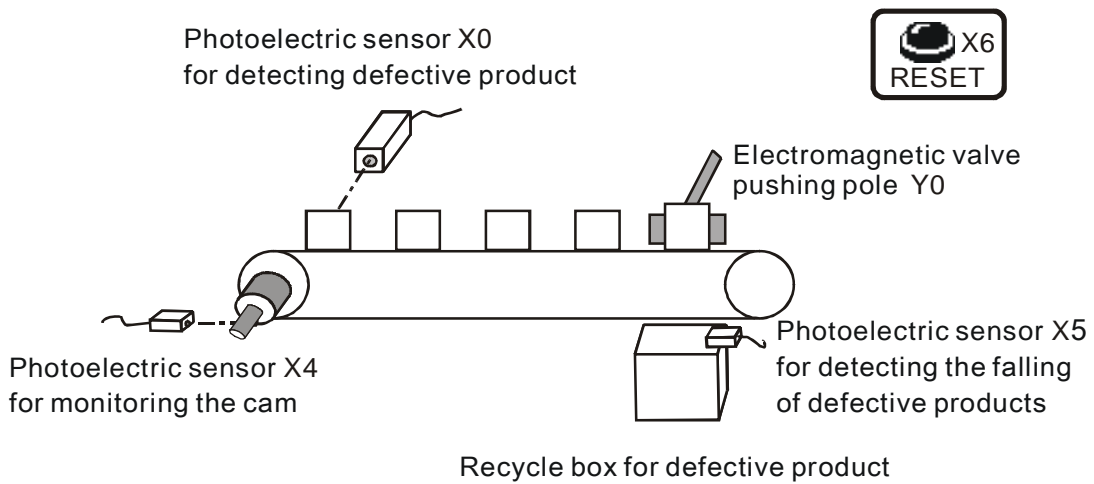 Photoelectric sensor X0
for detecting defective product
X6
RESET
Electromagnetic valve
pushing pole Y0
Photoelectric sensor X4
for monitoring the cam
Photoelectric sensor X5
for detecting the falling
of defective products
Recycle box for defective product